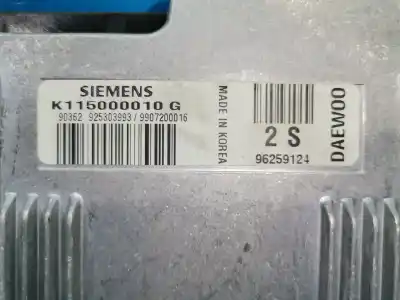 SIEMENS
K115000010 G
90362 925303993 / 9907200016
MADE IN KOREA
2 S
96259124
DAEWOO